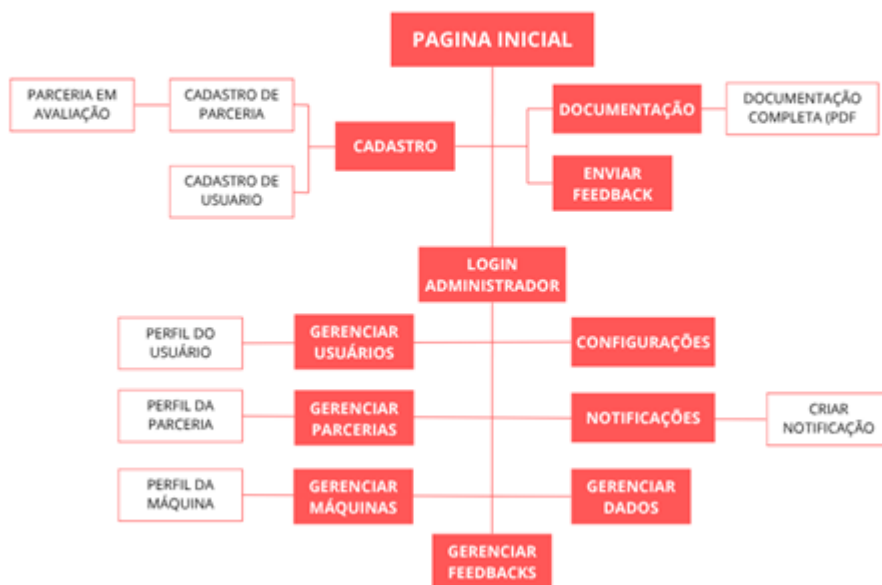 PAGINA INICIAL
PARCERIA EM
AVALIAÇÃO
CADASTRO DE
PARCERIA
CADASTRO
DOCUMENTAÇÃO
DOCUMENTAÇÃO
COMPLETA (PDF
CADASTRO DE
USUARIO
ENVIAR
FEEDBACK
LOGIN
ADMINISTRADOR
PERFIL DO
USUÁRIO
GERENCIAR
USUÁRIOS
CONFIGURAÇÕES
PERFIL DA
PARCERIA
GERENCIAR
PARCERIAS
NOTIFICAÇÕES
CRIAR
NOTIFICAÇÃO
PERFIL DA
MÁQUINA
GERENCIAR
MÁQUINAS
GERENCIAR
DADOS
GERENCIAR
FEEDBACKS